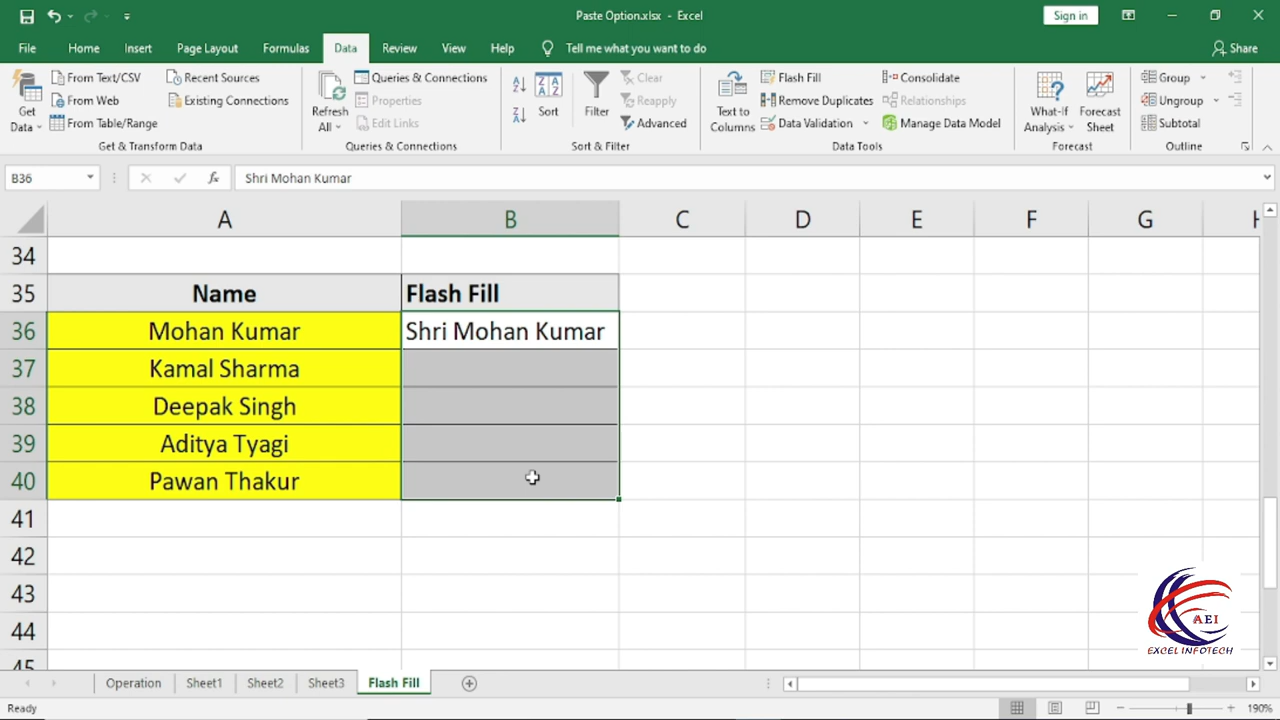 Paste Option.xlsx - Excel
Sign in
File Home Insert Page Layout Formulas Data Review View Help Tell me what you want to do Share
Get Data
From Text/CSV
From Web
From Table/Range
Recent Sources
Existing Connections
Get & Transform Data
Refresh All
Queries & Connections
Properties
Edit Links
Queries & Connections
Sort
Filter
Clear
Reapply
Advanced
Sort & Filter
Text to Columns
Flash Fill
Remove Duplicates
Data Validation
Consolidate
Relationships
Manage Data Model
Data Tools
What-If Analysis
Forecast Sheet
Forecast
Group
Ungroup
Subtotal
Outline
B36 fx Shri Mohan Kumar
A B C D E F G H
34
35 Name Flash Fill
36 Mohan Kumar Shri Mohan Kumar
37 Kamal Sharma
38 Deepak Singh
39 Aditya Tyagi
40 Pawan Thakur
41
42
43
44
45
AEI
EXCEL INFOTECH
Operation Sheet1 Sheet2 Sheet3 Flash Fill
Ready 190%